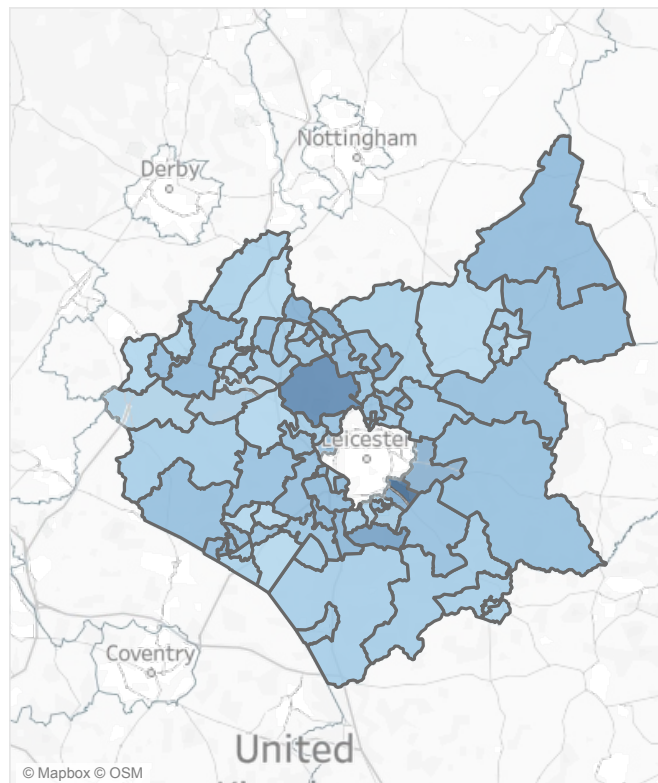 Nottingham
Derby
Leicester
Coventry
United
© Mapbox © OSM